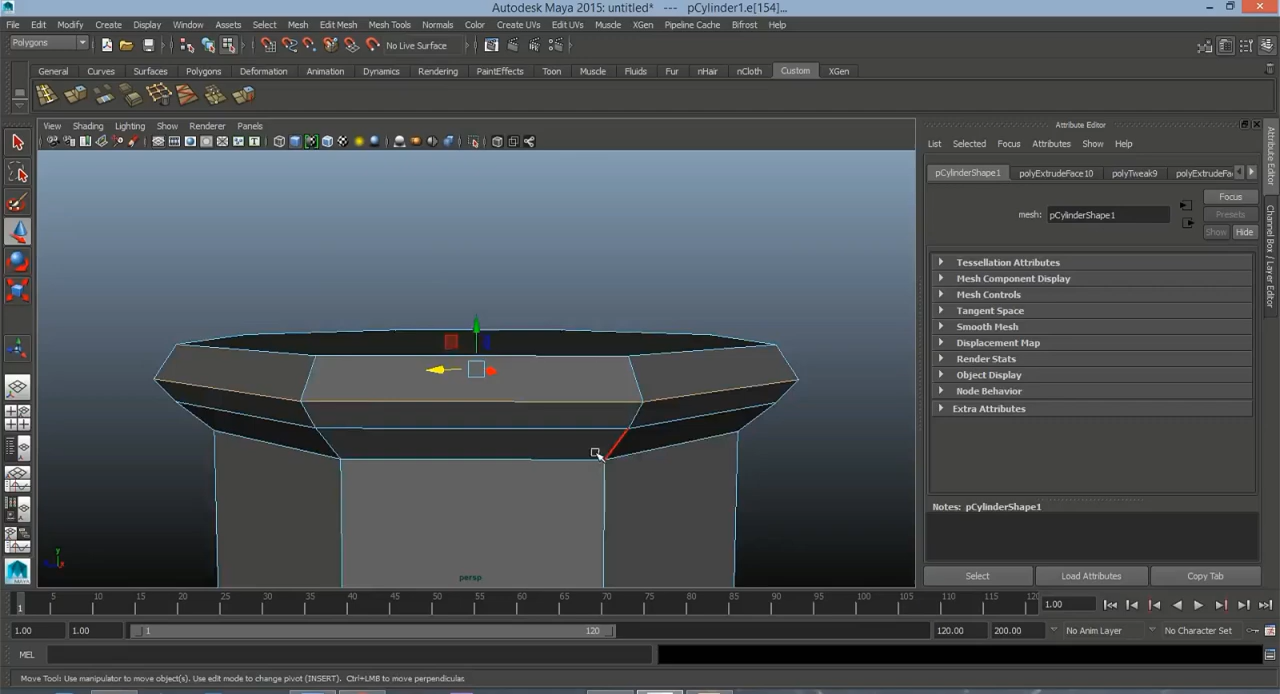 Autodesk Maya 2015: untitled* --- pCylinder1.e[154]...
File Edit Modify Create Display Window Assets Select Mesh Edit Mesh Mesh Tools Normals Color Create UVs Edit UVs Muscle XGen Pipeline Cache Bifrost Help
Polygons No Live Surface
General Curves Surfaces Polygons Deformation Animation Dynamics Rendering PaintEffects Toon Muscle Fluids Fur nHair nCloth Custom XGen
View Shading Lighting Show Renderer Panels
Attribute Editor
List Selected Focus Attributes Show Help
pCylinderShape1 polyExtrudeFace10 polyTweak9 polyExtrudeFa
Focus
mesh: pCylinderShape1 Presets
Show Hide
Tessellation Attributes
Mesh Component Display
Mesh Controls
Tangent Space
Smooth Mesh
Displacement Map
Render Stats
Object Display
Node Behavior
Extra Attributes
Notes: pCylinderShape1
Select Load Attributes Copy Tab
Attribute Editor
Channel Box / Layer Editor
y
persp
5 10 15 20 25 30 35 40 45 50 55 60 65 70 75 80 85 90 95 100 105 110 115 120
1 1.00
1.00 1.00 1 120 120.00 200.00 No Anim Layer No Character Set
MEL
Move Tool: Use manipulator to move object(s). Use edit mode to change pivot (INSERT). Ctrl+LMB to move perpendicular.